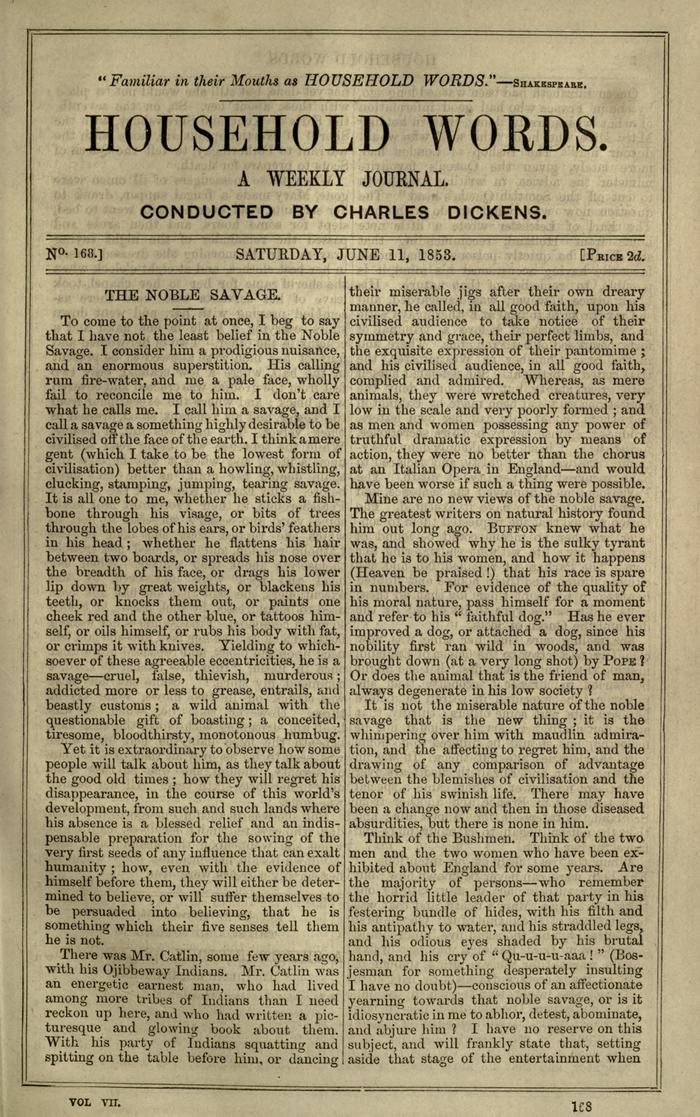 "Familiar in their Mouths as HOUSEHOLD WORDS."—SHAKESPEARE.
HOUSEHOLD WORDS.
A WEEKLY JOURNAL.
CONDUCTED BY CHARLES DICKENS.
No. 168.] SATURDAY, JUNE 11, 1853. [PRICE 2d.
THE NOBLE SAVAGE.
To come to the point at once, I beg to say
that I have not the least belief in the Noble
Savage. I consider him a prodigious nuisance,
and an enormous superstition. His calling
rum fire-water, and me a pale face, wholly
fail to reconcile me to him. I don't care
what he calls me. I call him a savage, and I
call a savage a something highly desirable to be
civilised off the face of the earth. I think a mere
gent (which I take to be the lowest form of
civilisation) better than a howling, whistling,
clucking, stamping, jumping, tearing savage.
It is all one to me, whether he sticks a fish-
bone through his visage, or bits of trees
through the lobes of his ears, or birds' feathers
in his head ; whether he flattens his hair
between two boards, or spreads his nose over
the breadth of his face, or drags his lower
lip down by great weights, or blackens his
teeth, or knocks them out, or paints one
cheek red and the other blue, or tattoos him-
self, or oils himself, or rubs his body with fat,
or crimps it with knives. Yielding to which-
soever of these agreeable eccentricities, he is a
savage—cruel, false, thievish, murderous ;
addicted more or less to grease, entrails, and
beastly customs ; a wild animal with the
questionable gift of boasting ; a conceited,
tiresome, bloodthirsty, monotonous humbug.
Yet it is extraordinary to observe how some
people will talk about him, as they talk about
the good old times ; how they will regret his
disappearance, in the course of this world's
development, from such and such lands where
his absence is a blessed relief and an indis-
pensable preparation for the sowing of the
very first seeds of any influence that can exalt
humanity ; how, even with the evidence of
himself before them, they will either be deter-
mined to believe, or will suffer themselves to
be persuaded into believing, that he is
something which their five senses tell them
he is not.
There was Mr. Catlin, some few years ago,
with his Ojibbeway Indians. Mr. Catlin was
an energetic earnest man, who had lived
among more tribes of Indians than I need
reckon up here, and who had written a pic-
turesque and glowing book about them.
With his party of Indians squatting and
spitting on the table before him, or dancing
their miserable jigs after their own dreary
manner, he called, in all good faith, upon his
civilised audience to take notice of their
symmetry and grace, their perfect limbs, and
the exquisite expression of their pantomime ;
and his civilised audience, in all good faith,
complied and admired. Whereas, as mere
animals, they were wretched creatures, very
low in the scale and very poorly formed ; and
as men and women possessing any power of
truthful dramatic expression by means of
action, they were no better than the chorus
at an Italian Opera in England—and would
have been worse if such a thing were possible.
Mine are no new views of the noble savage.
The greatest writers on natural history found
him out long ago. BUFFON knew what he
was, and showed why he is the sulky tyrant
that he is to his women, and how it happens
(Heaven be praised !) that his race is spare
in numbers. For evidence of the quality of
his moral nature, pass himself for a moment
and refer to his " faithful dog." Has he ever
improved a dog, or attached a dog, since his
nobility first ran wild in woods, and was
brought down (at a very long shot) by POPE ?
Or does the animal that is the friend of man,
always degenerate in his low society ?
It is not the miserable nature of the noble
savage that is the new thing ; it is the
whimpering over him with maudlin admira-
tion, and the affecting to regret him, and the
drawing of any comparison of advantage
between the blemishes of civilisation and the
tenor of his swinish life. There may have
been a change now and then in those diseased
absurdities, but there is none in him.
Think of the Bushmen. Think of the two
men and the two women who have been ex-
hibited about England for some years. Are
the majority of persons—who remember
the horrid little leader of that party in his
festering bundle of hides, with his filth and
his antipathy to water, and his straddled legs,
and his odious eyes shaded by his brutal
hand, and his cry of " Qu-u-u-u-aaa ! " (Bos-
jesman for something desperately insulting
I have no doubt)—conscious of an affectionate
yearning towards that noble savage, or is it
idiosyncratic in me to abhor, detest, abominate,
and abjure him ? I have no reserve on this
subject, and will frankly state that, setting
aside that stage of the entertainment when
VOL VII. 168